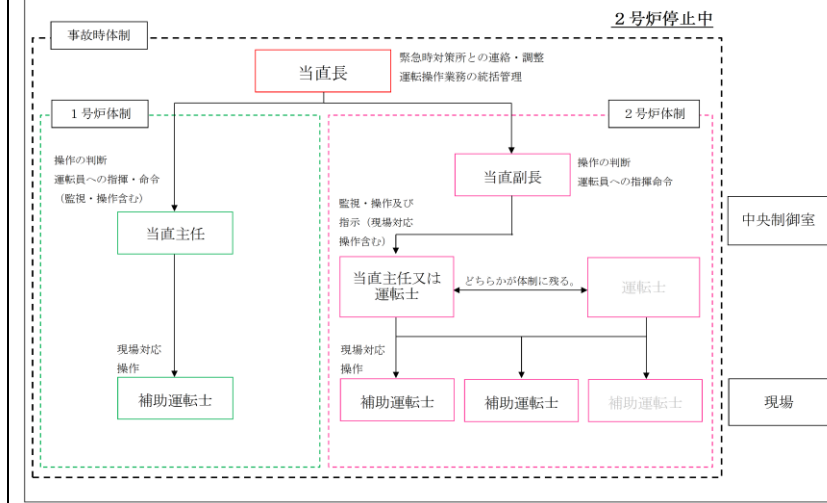 2号炉停止中
事故時体制
当直長
緊急時対策所との連絡・調整
運転操作業務の統括管理
1号炉体制
2号炉体制
操作の判断
運転員への指揮・命令
(監視・操作含む)
当直主任
現場対応
操作
補助運転士
当直副長
操作の判断
運転員への指揮命令
監視・操作及び
指示(現場対応
操作含む)
当直主任又は
運転士
どちらかが体制に残る。
運転士
現場対応
操作
補助運転士
補助運転士
補助運転士
中央制御室
現場